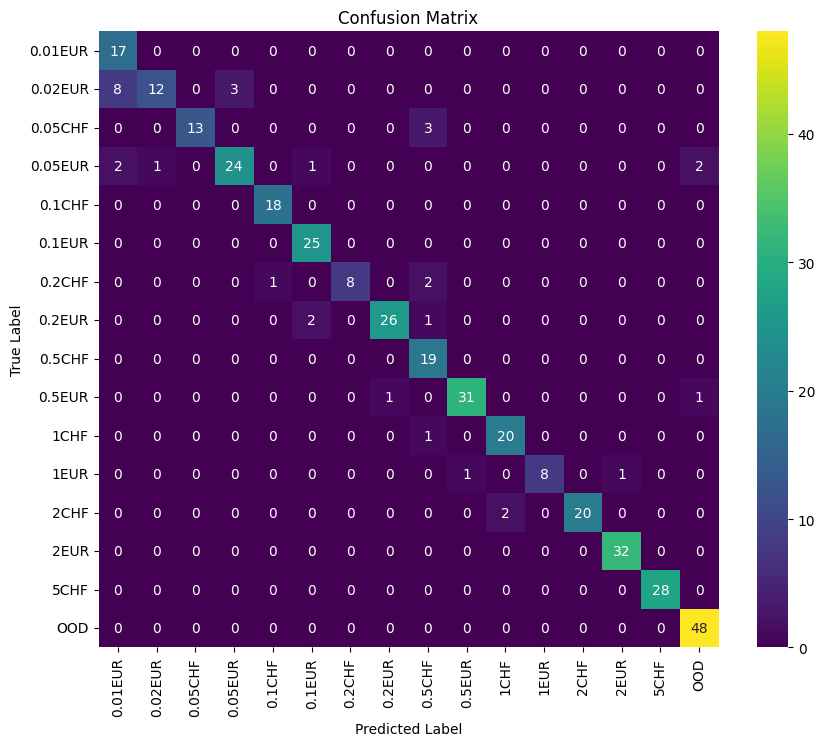 Confusion Matrix
0.01EUR 17 0 0 0 0 0 0 0 0 0 0 0 0 0 0 0
0.02EUR 8 12 0 3 0 0 0 0 0 0 0 0 0 0 0 0
0.05CHF 0 0 13 0 0 0 0 0 3 0 0 0 0 0 0 0
0.05EUR 2 1 0 24 0 1 0 0 0 0 0 0 0 0 0 2
0.1CHF 0 0 0 0 18 0 0 0 0 0 0 0 0 0 0 0
0.1EUR 0 0 0 0 0 25 0 0 0 0 0 0 0 0 0 0
0.2CHF 0 0 0 0 1 0 8 0 2 0 0 0 0 0 0 0
0.2EUR 0 0 0 0 0 2 0 26 1 0 0 0 0 0 0 0
0.5CHF 0 0 0 0 0 0 0 0 19 0 0 0 0 0 0 0
0.5EUR 0 0 0 0 0 0 0 1 0 31 0 0 0 0 0 1
1CHF 0 0 0 0 0 0 0 0 1 0 20 0 0 0 0 0
1EUR 0 0 0 0 0 0 0 0 0 1 0 8 0 1 0 0
2CHF 0 0 0 0 0 0 0 0 0 0 2 0 20 0 0 0
2EUR 0 0 0 0 0 0 0 0 0 0 0 0 0 32 0 0
5CHF 0 0 0 0 0 0 0 0 0 0 0 0 0 0 28 0
OOD 0 0 0 0 0 0 0 0 0 0 0 0 0 0 0 48
0.01EUR 0.02EUR 0.05CHF 0.05EUR 0.1CHF 0.1EUR 0.2CHF 0.2EUR 0.5CHF 0.5EUR 1CHF 1EUR 2CHF 2EUR 5CHF OOD
Predicted Label
True Label
40
30
20
10
0